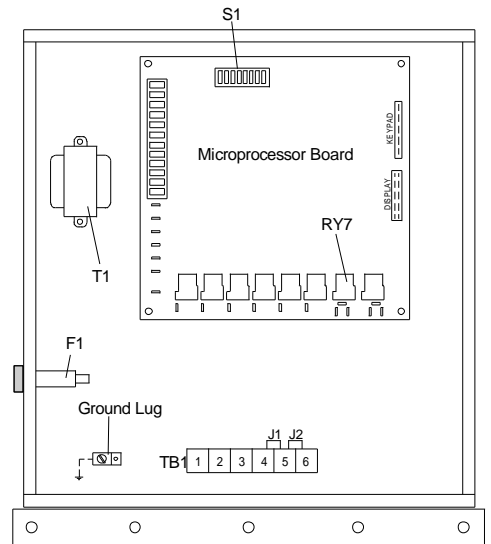 S1
KEYPAD
Microprocessor Board
DISPLAY
RY7
T1
F1
Ground Lug
J1 J2
TB1 1 2 3 4 5 6